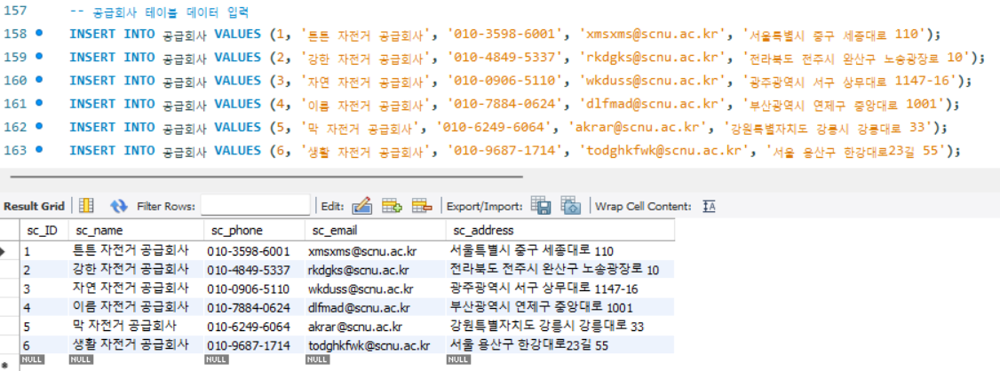 157 -- 공급회사 테이블 데이터 입력
158 INSERT INTO 공급회사 VALUES (1, '튼튼 자전거 공급회사', '010-3598-6001', 'xmsxms@scnu.ac.kr', '서울특별시 중구 세종대로 110');
159 INSERT INTO 공급회사 VALUES (2, '강한 자전거 공급회사', '010-4849-5337', 'rkdgks@scnu.ac.kr', '전라북도 전주시 완산구 노송광장로 10');
160 INSERT INTO 공급회사 VALUES (3, '자연 자전거 공급회사', '010-0906-5110', 'wkduss@scnu.ac.kr', '광주광역시 서구 상무대로 1147-16');
161 INSERT INTO 공급회사 VALUES (4, '이름 자전거 공급회사', '010-7884-0624', 'dlfmad@scnu.ac.kr', '부산광역시 연제구 중앙대로 1001');
162 INSERT INTO 공급회사 VALUES (5, '막 자전거 공급회사', '010-6249-6064', 'akrar@scnu.ac.kr', '강원특별자치도 강릉시 강릉대로 33');
163 INSERT INTO 공급회사 VALUES (6, '생활 자전거 공급회사', '010-9687-1714', 'todghkfwk@scnu.ac.kr', '서울 용산구 한강대로23길 55');
Result Grid Filter Rows: Edit: Export/Import: Wrap Cell Content:
sc_ID sc_name sc_phone sc_email sc_address
1 튼튼 자전거 공급회사 010-3598-6001 xmsxms@scnu.ac.kr 서울특별시 중구 세종대로 110
2 강한 자전거 공급회사 010-4849-5337 rkdgks@scnu.ac.kr 전라북도 전주시 완산구 노송광장로 10
3 자연 자전거 공급회사 010-0906-5110 wkduss@scnu.ac.kr 광주광역시 서구 상무대로 1147-16
4 이름 자전거 공급회사 010-7884-0624 dlfmad@scnu.ac.kr 부산광역시 연제구 중앙대로 1001
5 막 자전거 공급회사 010-6249-6064 akrar@scnu.ac.kr 강원특별자치도 강릉시 강릉대로 33
6 생활 자전거 공급회사 010-9687-1714 todghkfwk@scnu.ac.kr 서울 용산구 한강대로23길 55
NULL NULL NULL NULL NULL